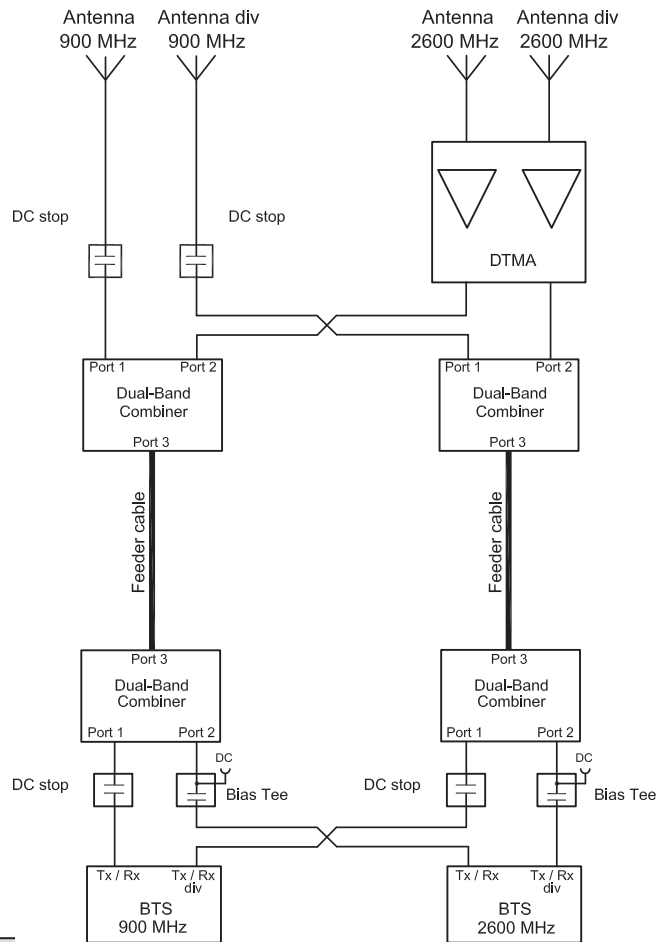 Antenna
900 MHz
Antenna div
900 MHz
Antenna
2600 MHz
Antenna div
2600 MHz
DC stop
DC stop
DTMA
Port 1
Port 2
Dual-Band
Combiner
Port 3
Port 1
Port 2
Dual-Band
Combiner
Port 3
Feeder cable
Feeder cable
Port 3
Dual-Band
Combiner
Port 1
Port 2
Port 3
Dual-Band
Combiner
Port 1
Port 2
DC stop
DC
Bias Tee
DC stop
DC
Bias Tee
Tx / Rx
Tx / Rx
div
BTS
900 MHz
Tx / Rx
Tx / Rx
div
BTS
2600 MHz